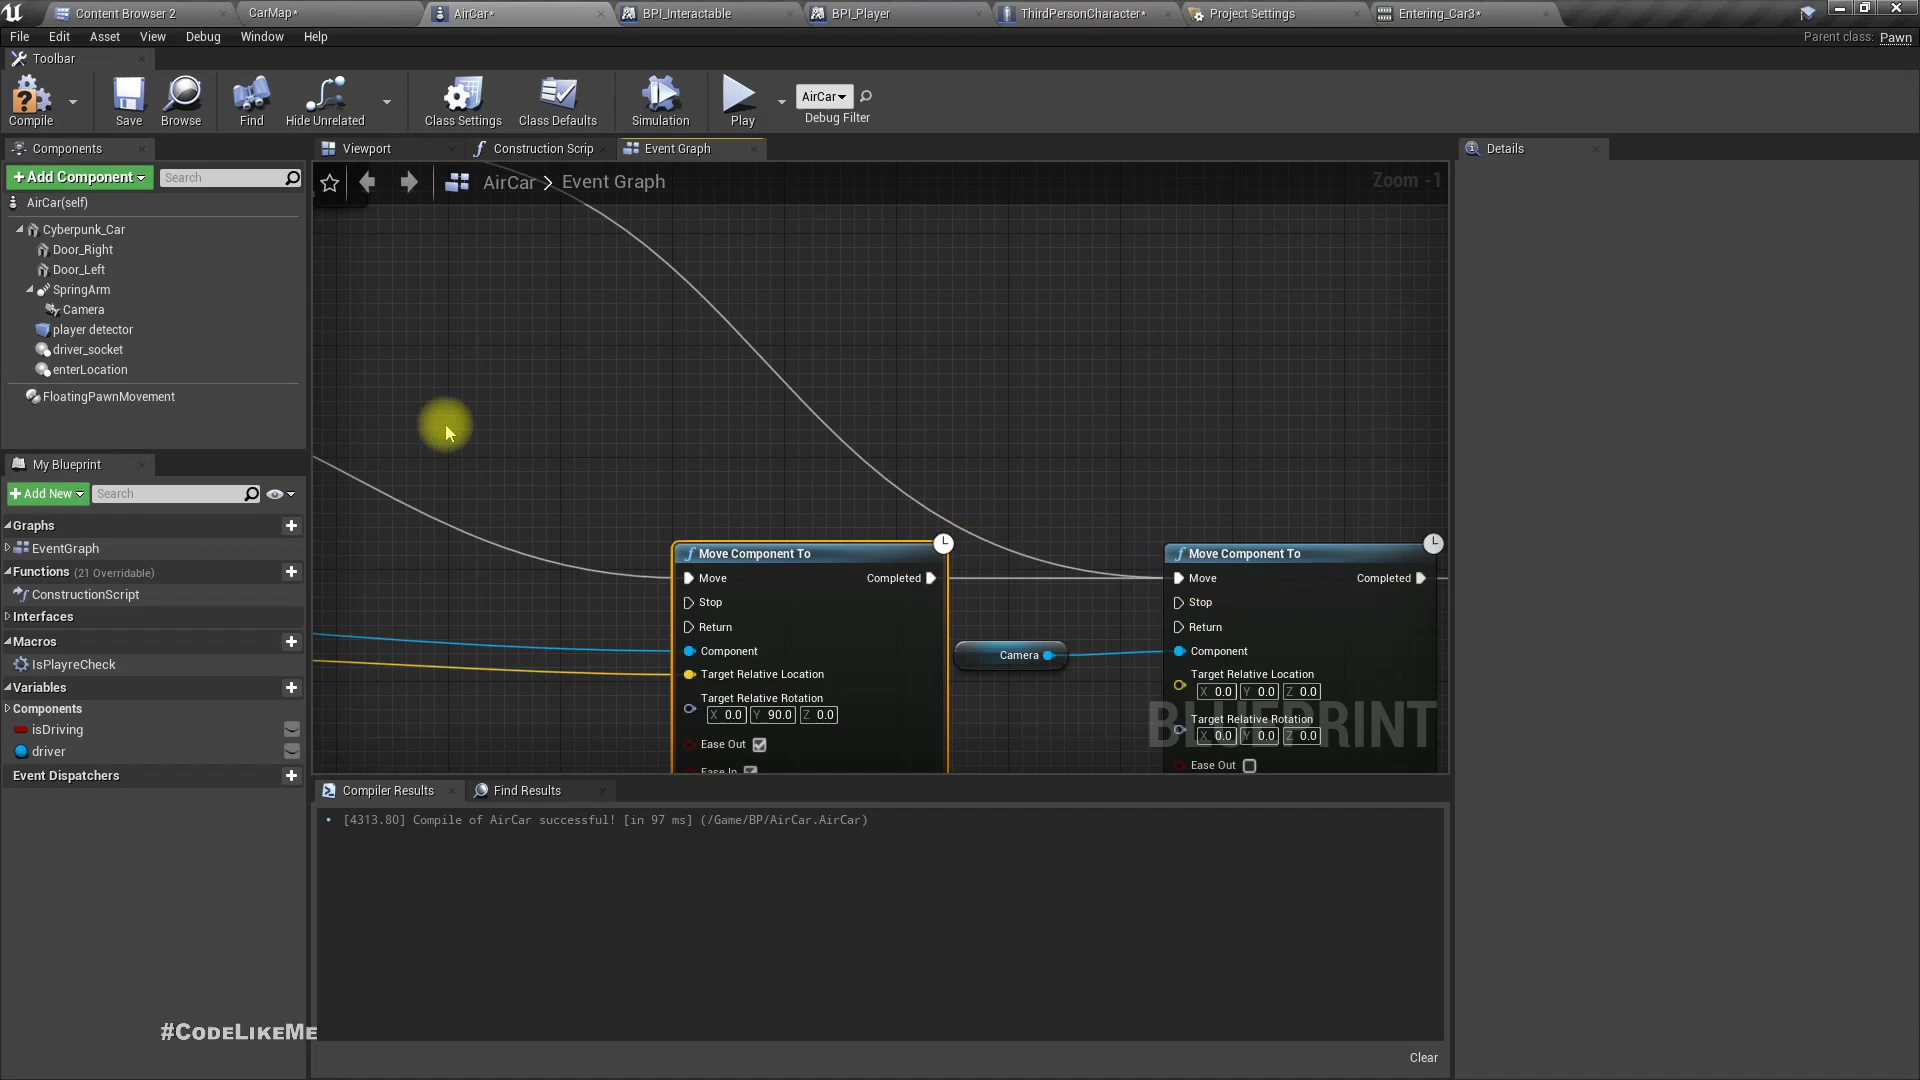 Content Browser 2
CarMap*
AirCar*
BPI_Interactable
BPI_Player
ThirdPersonCharacter*
Project Settings
Entering_Car3*
File Edit Asset View Debug Window Help
Parent class: Pawn
Toolbar
Compile
Save
Browse
Find
Hide Unrelated
Class Settings
Class Defaults
Simulation
Play
AirCar
Debug Filter
Components
+Add Component
Search
AirCar(self)
Cyberpunk_Car
Door_Right
Door_Left
SpringArm
Camera
player detector
driver_socket
enterLocation
FloatingPawnMovement
My Blueprint
+Add New
Search
Graphs
EventGraph
Functions (21 Overridable)
ConstructionScript
Interfaces
Macros
IsPlayreCheck
Variables
Components
isDriving
driver
Event Dispatchers
Viewport
Construction Scrip
Event Graph
AirCar > Event Graph
Zoom -1
Move Component To
Move Completed
Stop
Return
Component
Target Relative Location
Target Relative Rotation
X 0.0 Y 90.0 Z 0.0
Ease Out
Ease In
Camera
Move Component To
Move Completed
Stop
Return
Component
Target Relative Location
X 0.0 Y 0.0 Z 0.0
Target Relative Rotation
X 0.0 Y 0.0 Z 0.0
Ease Out
BLUEPRINT
Compiler Results
Find Results
[4313.80] Compile of AirCar successful! [in 97 ms] (/Game/BP/AirCar.AirCar)
Clear
Details
#CodeLikeMe